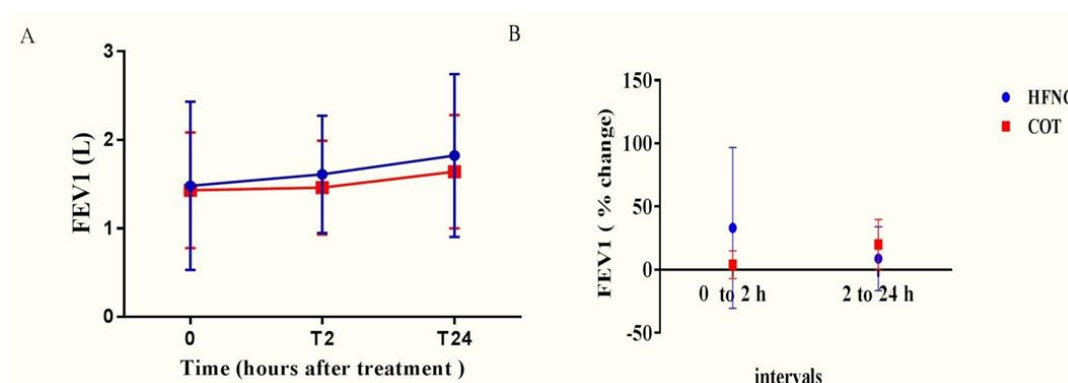 A
B
3
2
1
0
FEV1 (L)
0 T2 T24
Time (hours after treatment )
150
100
50
0
-50
FEV1 ( % change)
0 to 2 h 2 to 24 h
intervals
HFNC
COT